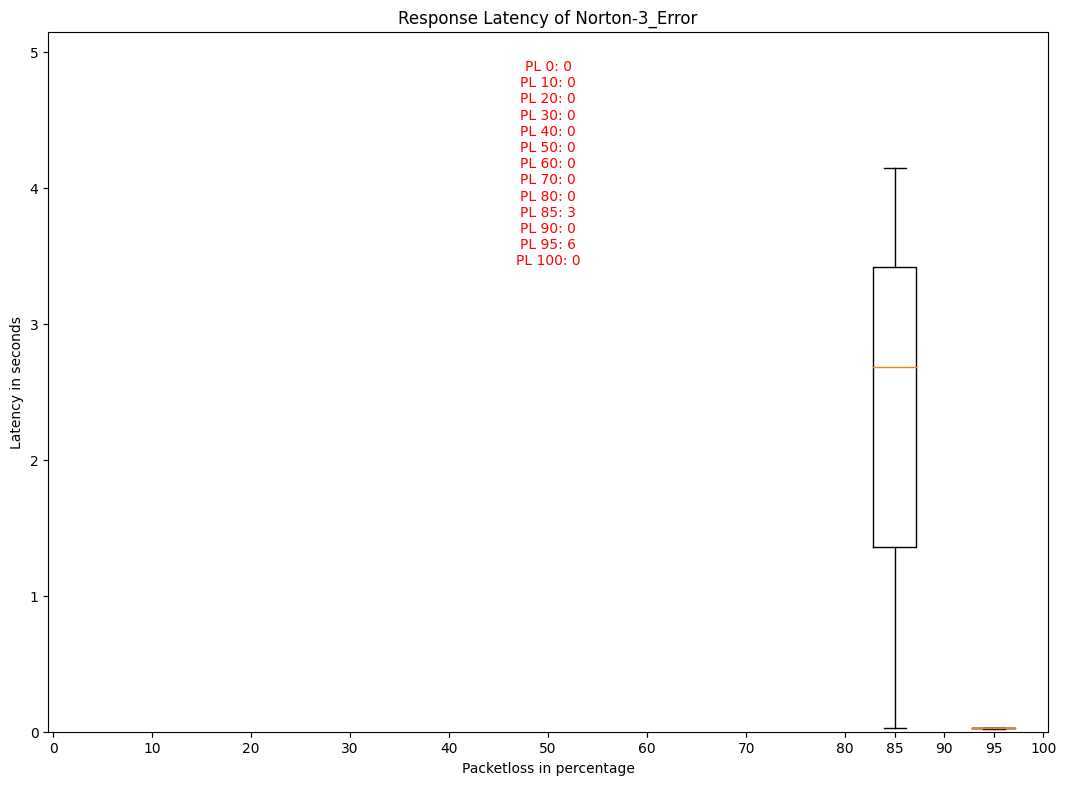 Response Latency of Norton-3_Error
5
PL 0: 0
PL 10: 0
PL 20: 0
PL 30: 0
PL 40: 0
PL 50: 0
PL 60: 0
PL 70: 0
PL 80: 0
PL 85: 3
PL 90: 0
PL 95: 6
PL 100: 0
4
3
2
1
0
Latency in seconds
0 10 20 30 40 50 60 70 80 85 90 95 100
Packetloss in percentage